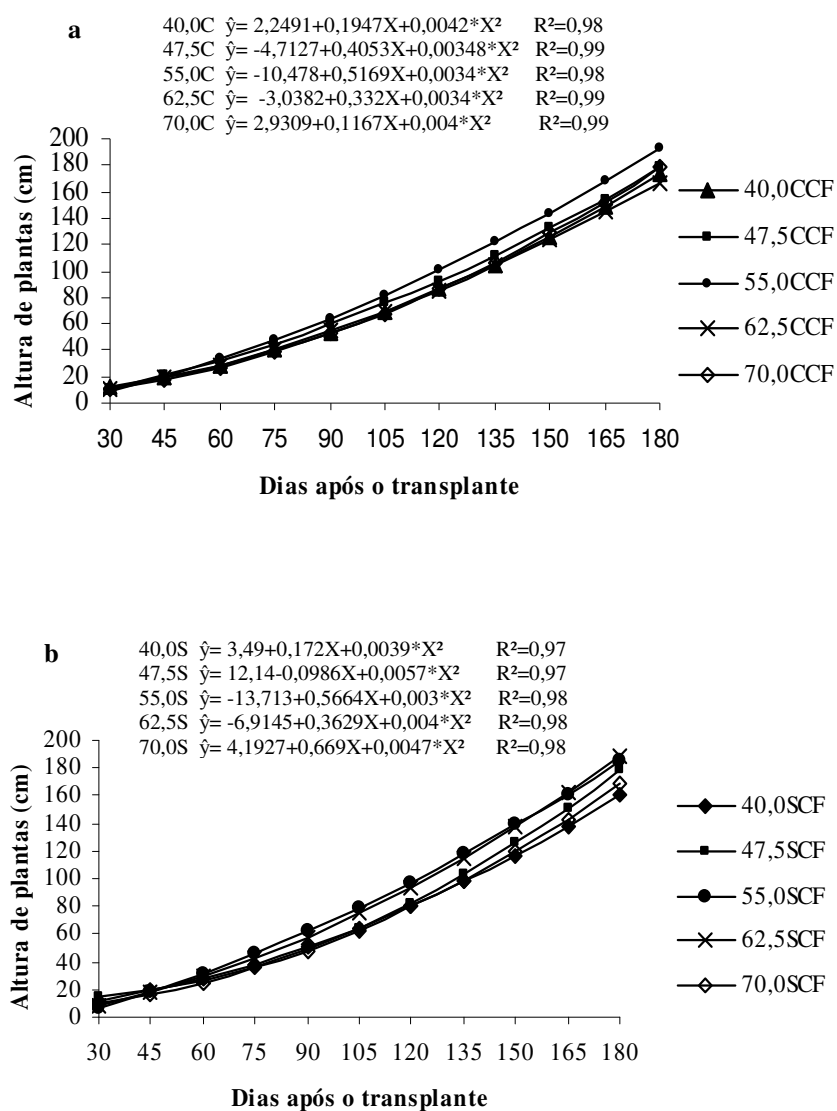 a
40,0C ŷ= 2,2491+0,1947X+0,0042*X² R²=0,98
47,5C ŷ= -4,7127+0,4053X+0,00348*X² R²=0,99
55,0C ŷ= -10,478+0,5169X+0,0034*X² R²=0,98
62,5C ŷ= -3,0382+0,332X+0,0034*X² R²=0,99
70,0C ŷ= 2,9309+0,1167X+0,004*X² R²=0,99
Altura de plantas (cm)
200
180
160
140
120
100
80
60
40
20
0
30 45 60 75 90 105 120 135 150 165 180
Dias após o transplante
40,0CCF
47,5CCF
55,0CCF
62,5CCF
70,0CCF
b
40,0S ŷ= 3,49+0,172X+0,0039*X² R²=0,97
47,5S ŷ= 12,14-0,0986X+0,0057*X² R²=0,97
55,0S ŷ= -13,713+0,5664X+0,003*X² R²=0,98
62,5S ŷ= -6,9145+0,3629X+0,004*X² R²=0,98
70,0S ŷ= 4,1927+0,669X+0,0047*X² R²=0,98
Altura de plantas (cm)
200
180
160
140
120
100
80
60
40
20
0
30 45 60 75 90 105 120 135 150 165 180
Dias após o transplante
40,0SCF
47,5SCF
55,0SCF
62,5SCF
70,0SCF